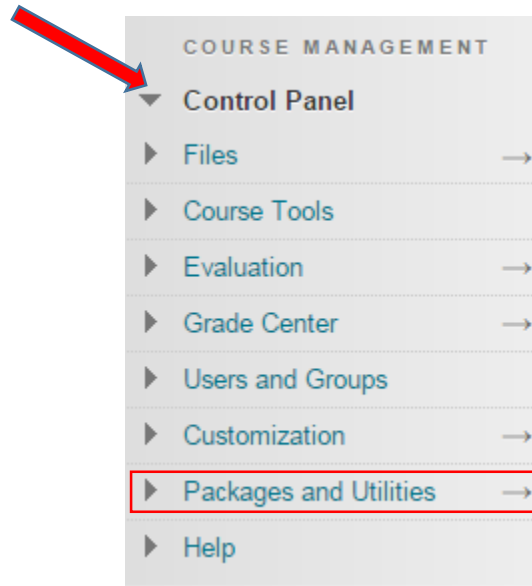 COURSE MANAGEMENT
Control Panel
Files
Course Tools
Evaluation
Grade Center
Users and Groups
Customization
Packages and Utilities
Help